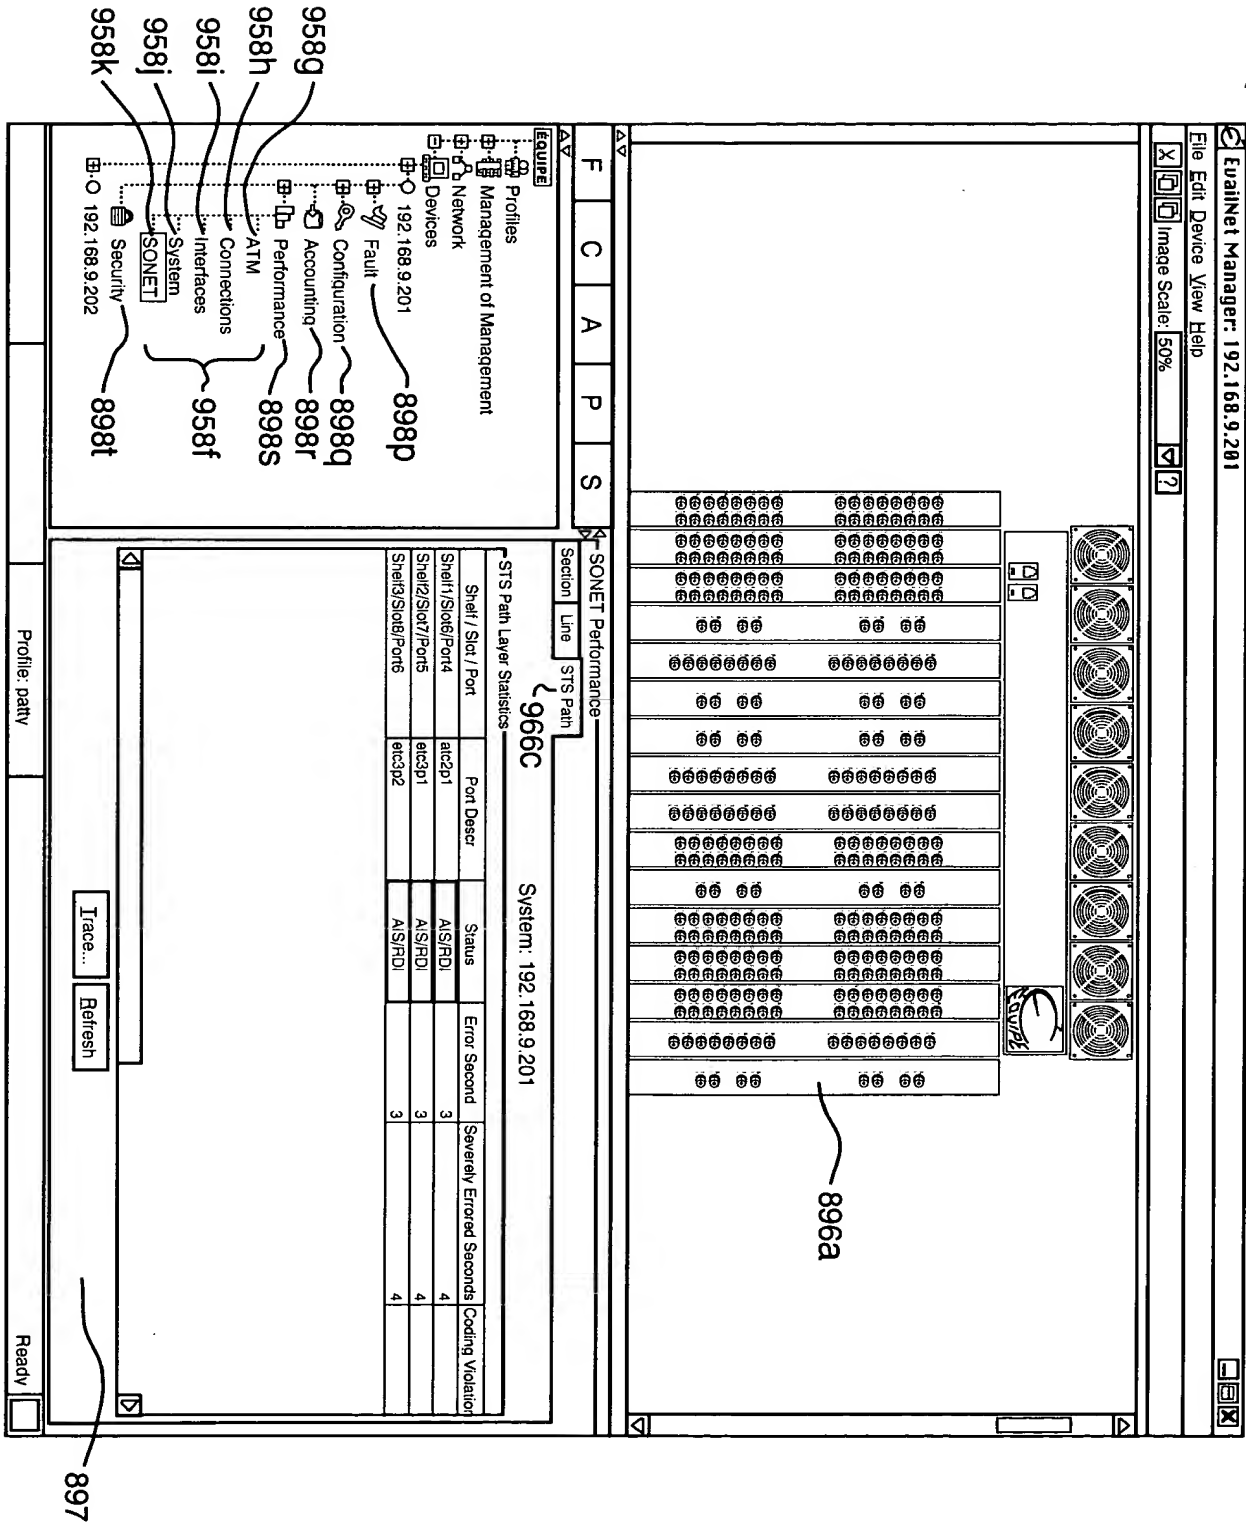 EuailNet Manager: 192.168.9.201
File Edit Device View Help
Image Scale: 50%
?
EQUIPE
896a
F C A P S
ÉQUIPE
Profiles
Management of Management
Network
Devices
192.168.9.201
Fault
Configuration
Accounting
Performance
ATM
Connections
Interfaces
System
SONET
Security
192.168.9.202
898p
898q
898r
898s
958f
898t
958g
958h
958i
958j
958k
SONET Performance
Section Line STS Path
966C
System: 192.168.9.201
STS Path Layer Statistics
Shelf / Slot / Port Port Descr Status Error Second Severely Errored Seconds Coding Violation
Shelf1/Slot6/Port4 atc2p1 AIS/RDI 3 4
Shelf2/Slot7/Port5 etc3p1 AIS/RDI 3 4
Shelf3/Slot8/Port6 etc3p2 AIS/RDI 3 4
Trace... Refresh
897
Profile: patty
Ready